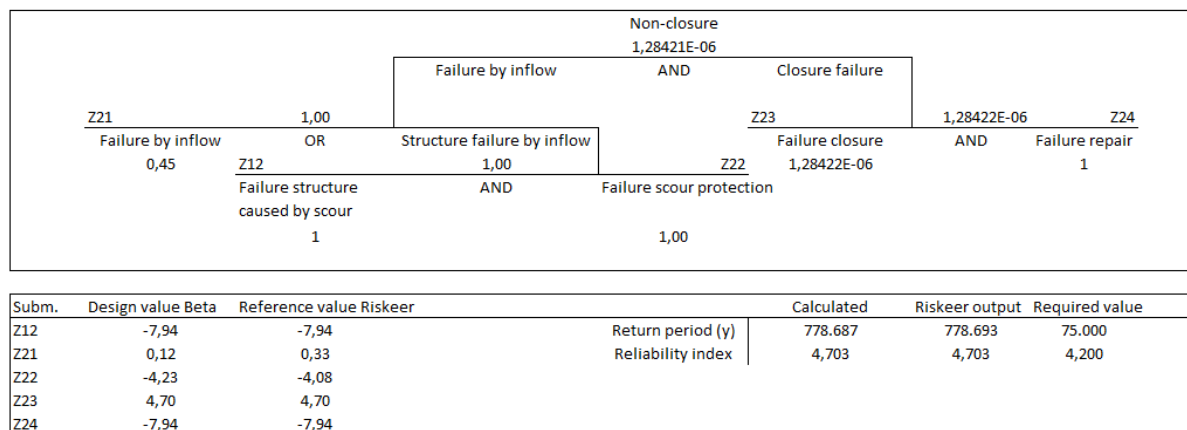 Non-closure
1,28421E-06
Failure by inflow AND Closure failure
Z21 1,00 Z23 1,28422E-06 Z24
Failure by inflow OR Structure failure by inflow Failure closure AND Failure repair
0,45 Z12 1,00 Z22 1,28422E-06 1
Failure structure AND Failure scour protection
caused by scour
1 1,00
Subm. Design value Beta Reference value Riskeer Calculated Riskeer output Required value
Z12 -7,94 -7,94 Return period (y) 778.687 778.693 75.000
Z21 0,12 0,33 Reliability index 4,703 4,703 4,200
Z22 -4,23 -4,08
Z23 4,70 4,70
Z24 -7,94 -7,94